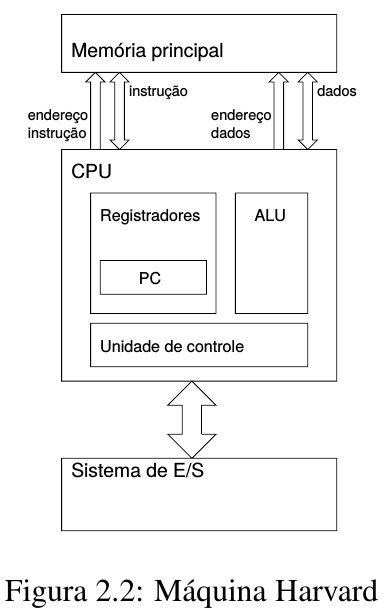 Memória principal
instrução
dados
endereço
instrução
endereço
dados
CPU
Registradores
ALU
PC
Unidade de controle
Sistema de E/S
Figura 2.2: Máquina Harvard